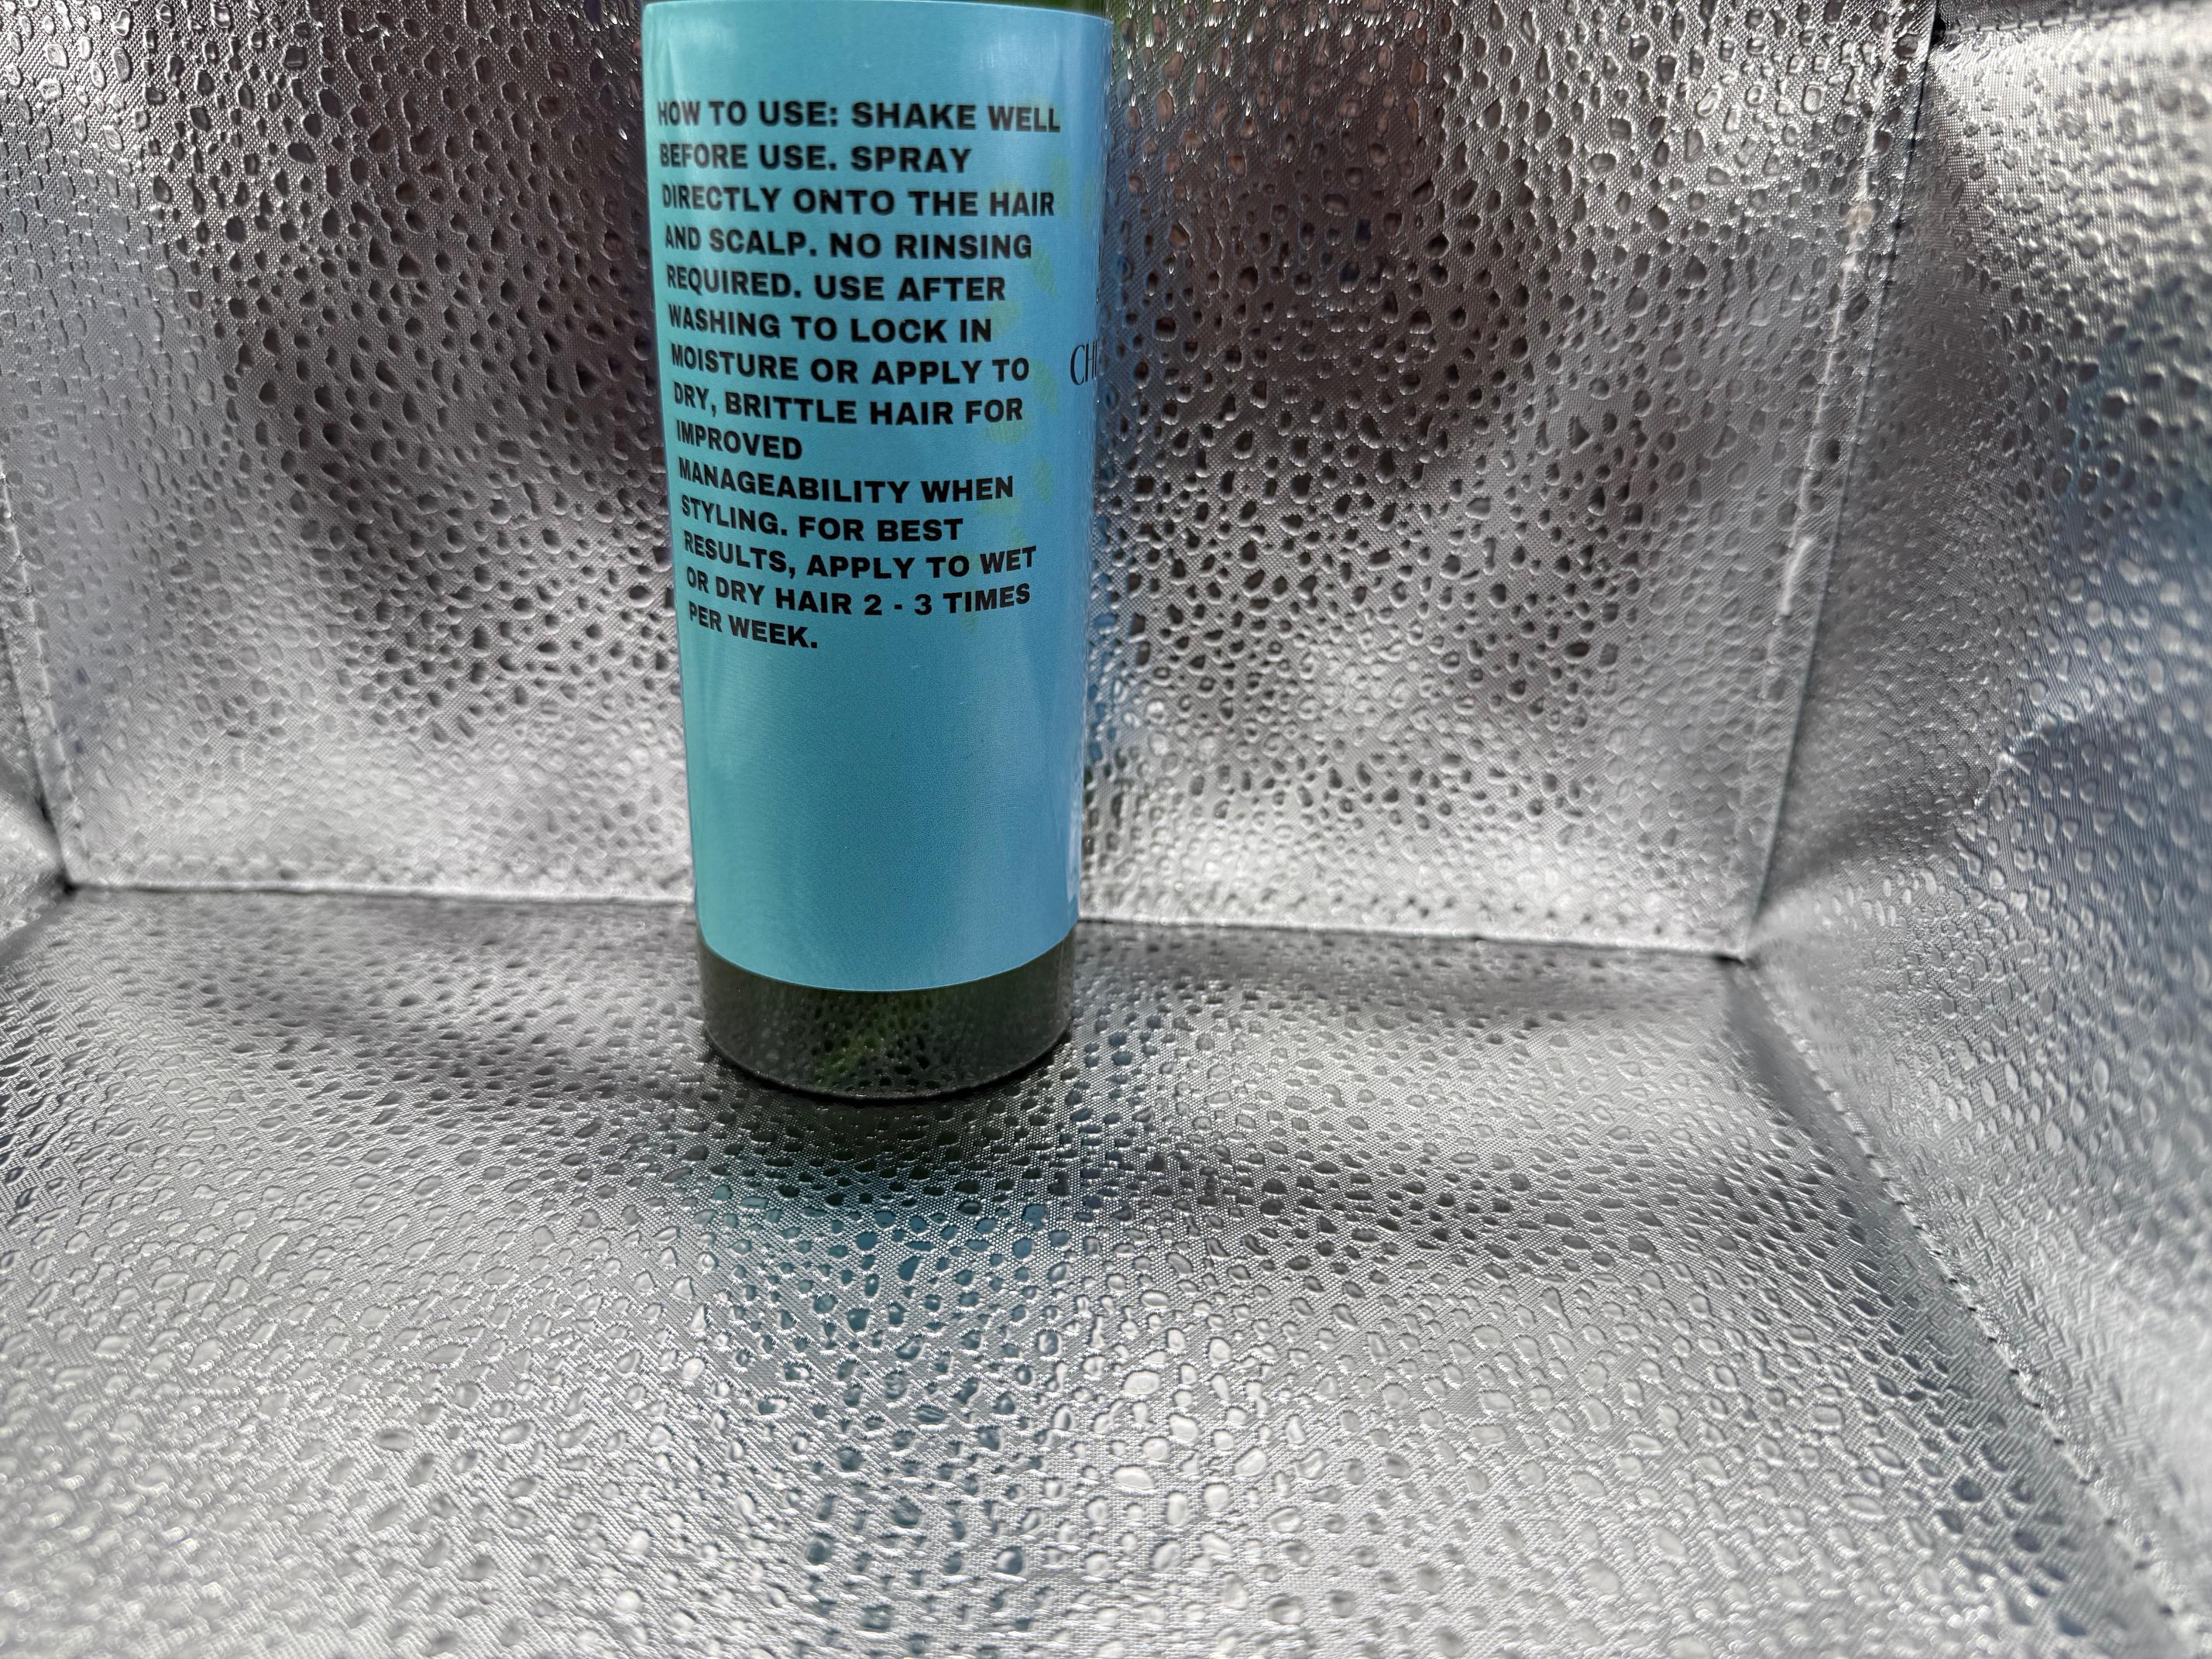 HOW TO USE: SHAKE WELL
BEFORE USE. SPRAY
DIRECTLY ONTO THE HAIR
AND SCALP. NO RINSING
REQUIRED. USE AFTER
WASHING TO LOCK IN
MOISTURE OR APPLY TO
DRY, BRITTLE HAIR FOR
IMPROVED
MANAGEABILITY WHEN
STYLING. FOR BEST
RESULTS, APPLY TO WET
OR DRY HAIR 2 - 3 TIMES
PER WEEK.